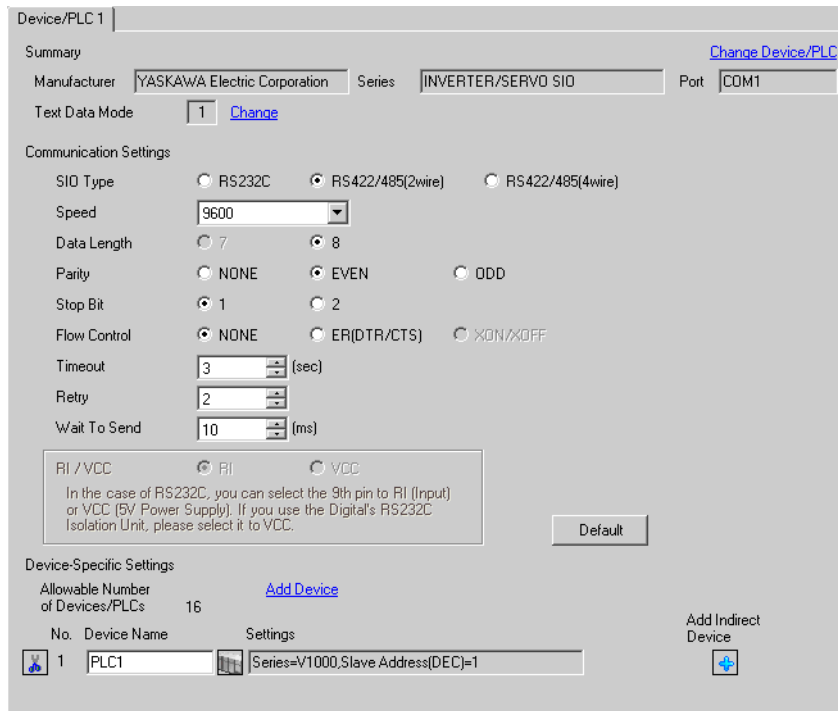 Device/PLC 1
Summary
Change Device/PLC
Manufacturer YASKAWA Electric Corporation Series INVERTER/SERVO SIO Port COM1
Text Data Mode 1 Change
Communication Settings
SIO Type RS232C RS422/485(2wire) RS422/485(4wire)
Speed 9600
Data Length 7 8
Parity NONE EVEN ODD
Stop Bit 1 2
Flow Control NONE ER(DTR/CTS) XON/XOFF
Timeout 3 (sec)
Retry 2
Wait To Send 10 (ms)
RI / VCC RI VCC
In the case of RS232C, you can select the 9th pin to RI (Input)
or VCC (5V Power Supply). If you use the Digital's RS232C
Isolation Unit, please select it to VCC.
Default
Device-Specific Settings
Allowable Number
of Devices/PLCs 16
Add Device
Add Indirect
Device
No. Device Name Settings
1 PLC1 Series=V1000,Slave Address(DEC)=1